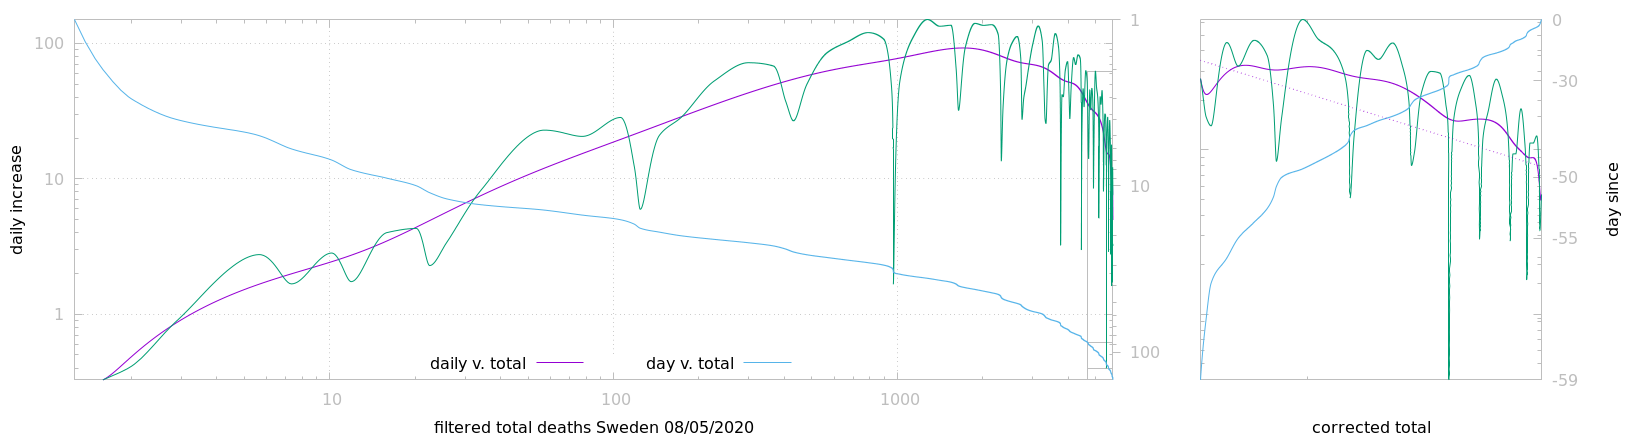 100
10
1
daily increase
daily v. total
day v. total
10
100
1000
filtered total deaths Sweden 08/05/2020
1
10
100
0
-30
-50
-55
-59
day since
corrected total